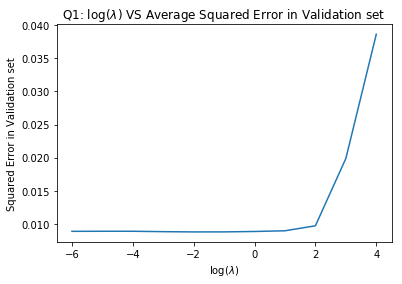 Q1: log(λ) VS Average Squared Error in Validation set
0.040
0.035
0.030
0.025
0.020
0.015
0.010
Squared Error in Validation set
−6 −4 −2 0 2 4
log(λ)